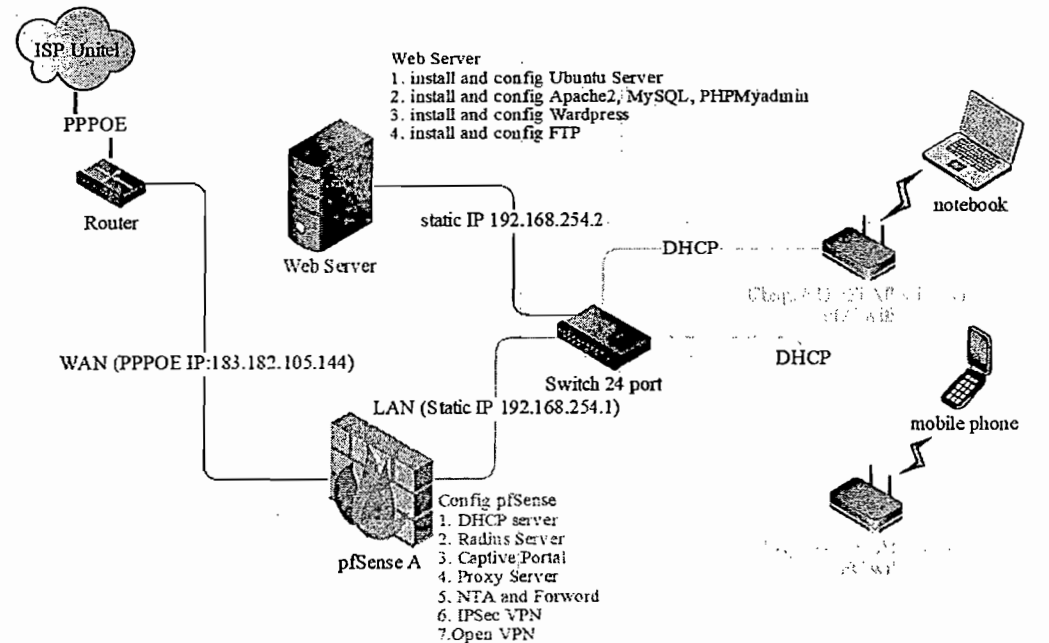 ISP Unitel
PPPOE
Router
Web Server
1. install and config Ubuntu Server
2. install and config Apache2, MySQL, PHPMyadmin
3. install and config Wardpress
4. install and config FTP
Web Server
static IP 192.168.254.2
DHCP
notebook
WAN (PPPOE IP:183.182.105.144)
LAN (Static IP 192.168.254.1)
Switch 24 port
DHCP
mobile phone
pfSense A
Config pfSense
1. DHCP server
2. Radius Server
3. Captive Portal
4. Proxy Server
5. NTA and Forword
6. IPSec VPN
7.Open VPN